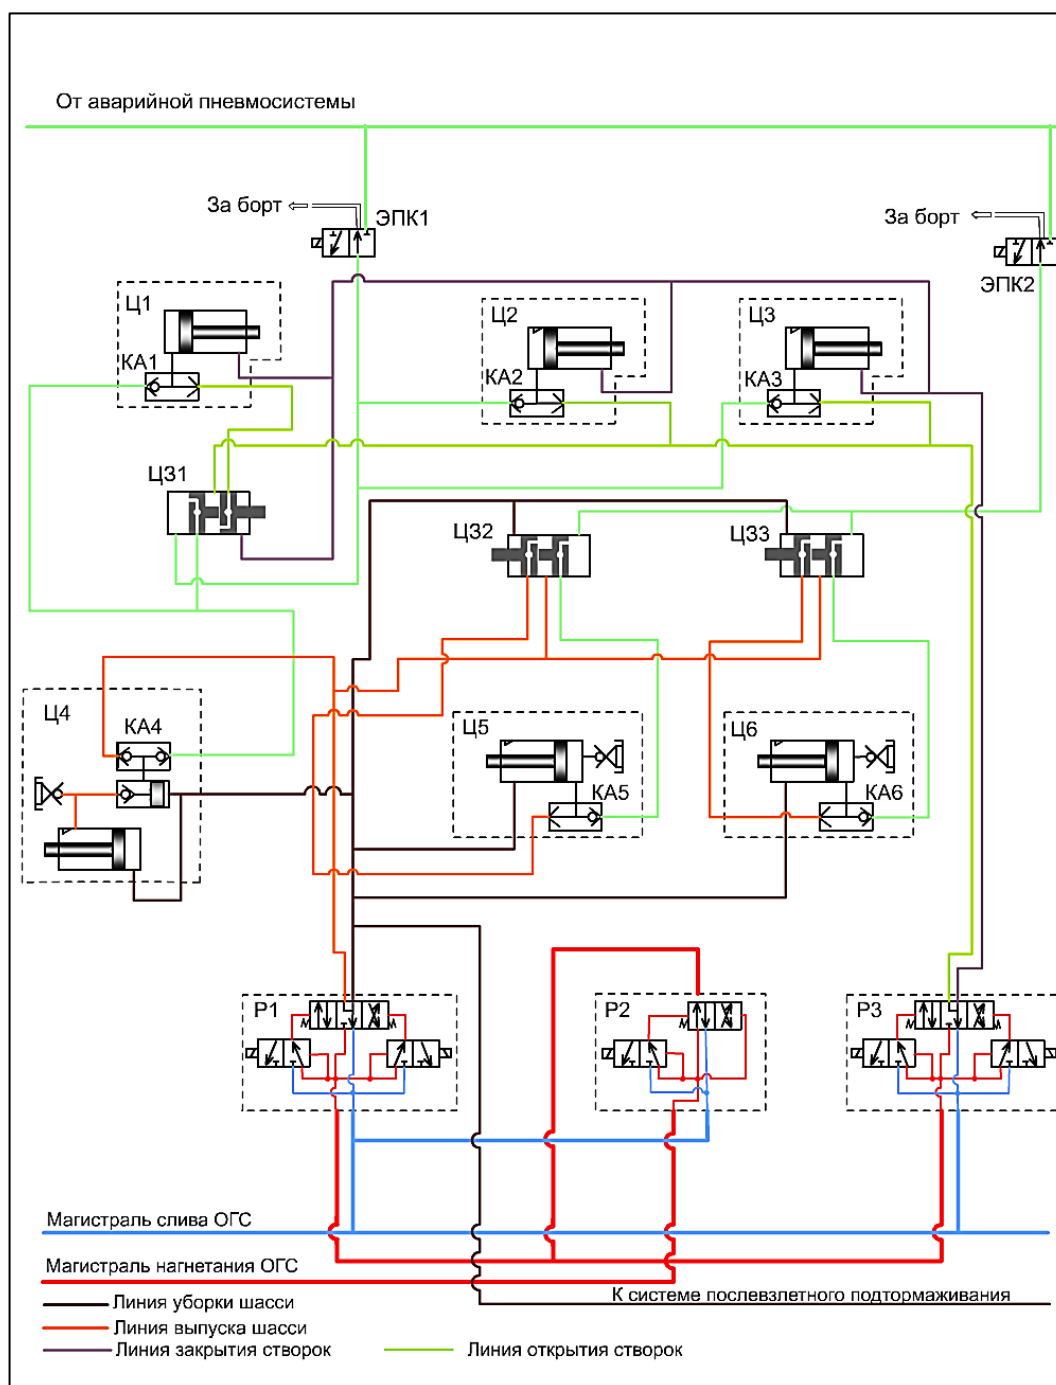 От аварийной пневмосистемы
За борт
ЭПК1
За борт
ЭПК2
Ц1
КА1
Ц2
КА2
Ц3
КА3
ЦЗ1
ЦЗ2
ЦЗ3
Ц4
КА4
Ц5
КА5
Ц6
КА6
Р1
Р2
Р3
Магистраль слива ОГС
Магистраль нагнетания ОГС
К системе послевзлетного подтормаживания
Линия уборки шасси
Линия выпуска шасси
Линия закрытия створок
Линия открытия створок